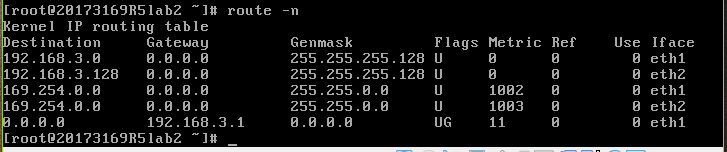 [root@20173169R5lab2 ~]# route -n
Kernel IP routing table
Destination     Gateway         Genmask         Flags Metric Ref    Use Iface
192.168.3.0     0.0.0.0         255.255.255.128 U     0      0        0 eth1
192.168.3.128   0.0.0.0         255.255.255.128 U     0      0        0 eth2
169.254.0.0     0.0.0.0         255.255.0.0     U     1002   0        0 eth1
169.254.0.0     0.0.0.0         255.255.0.0     U     1003   0        0 eth2
0.0.0.0         192.168.3.1     0.0.0.0         UG    11     0        0 eth1
[root@20173169R5lab2 ~]# _